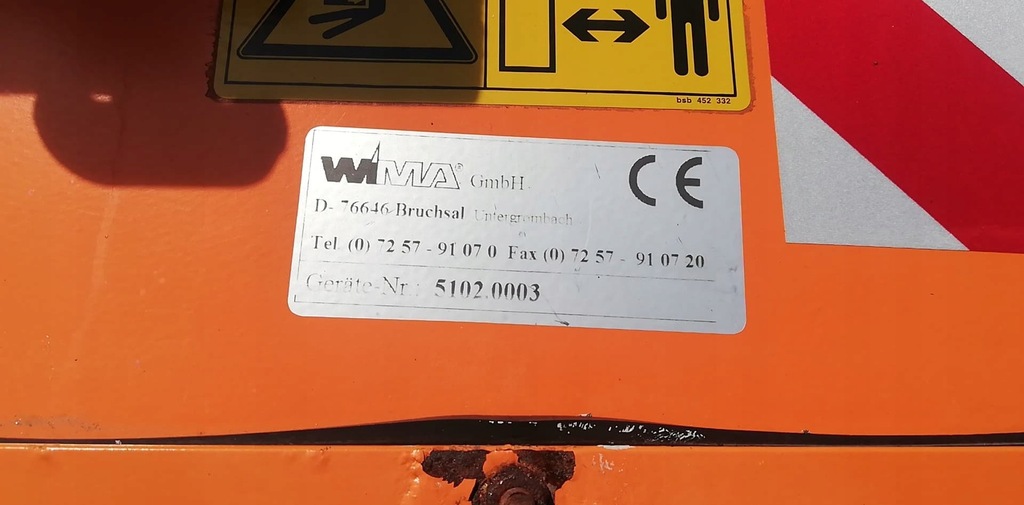 bsb 452 332
WIMA® GmbH CE
D- 76646 Bruchsal Untergrombach
Tel. (0) 72 57 - 91 07 0 Fax (0) 72 57 - 91 07 20
Geräte-Nr.: 5102.0003